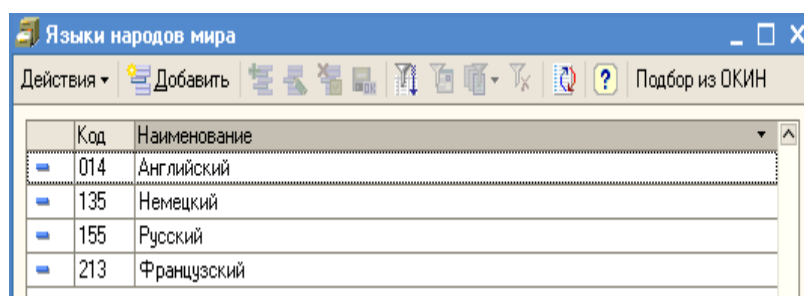 Языки народов мира
Действия Добавить Подбор из ОКИН
Код Наименование
014 Английский
135 Немецкий
155 Русский
213 Французский